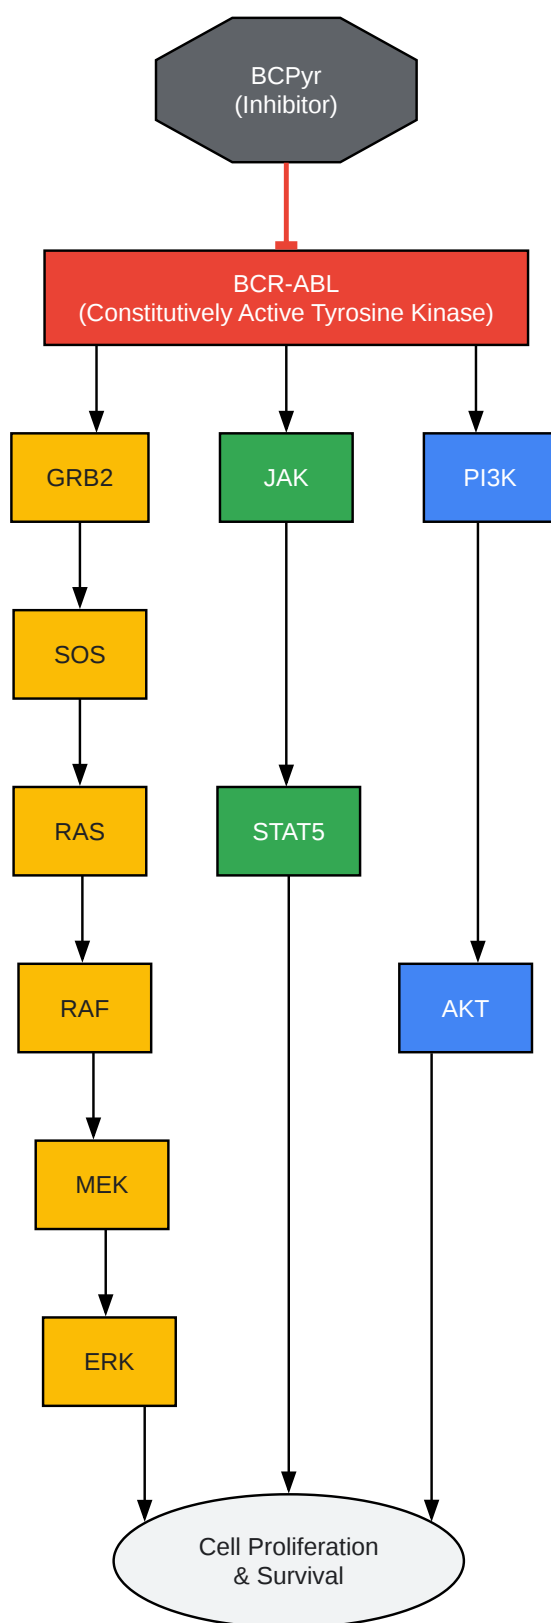 BCPyr
(Inhibitor)
BCR-ABL
(Constitutively Active Tyrosine Kinase)
GRB2
JAK
PI3K
SOS
RAS
STAT5
RAF
AKT
MEK
ERK
Cell Proliferation
& Survival